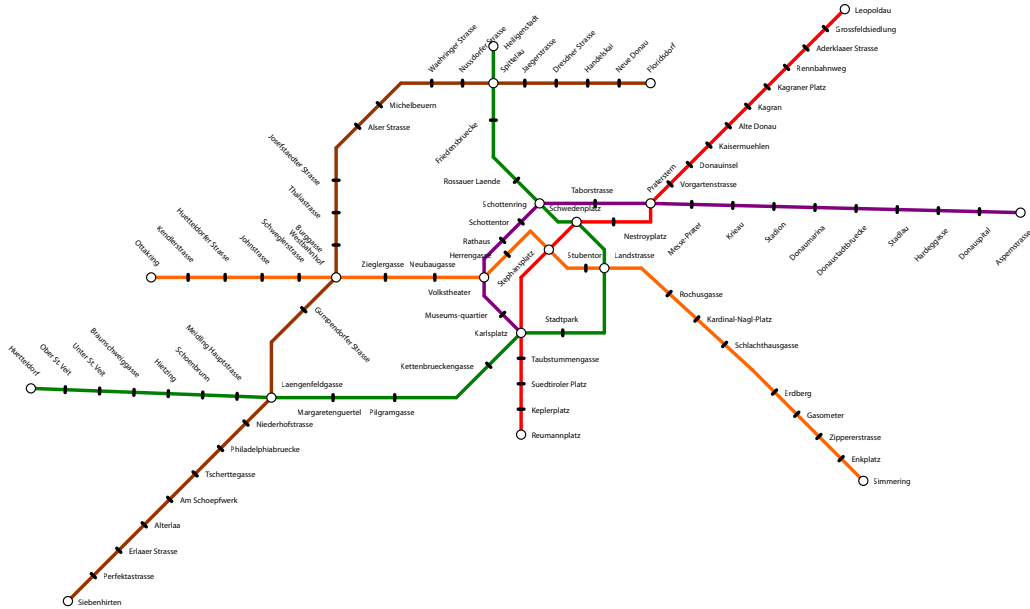 Leopoldau
Grossfeldsiedlung
Aderklaaer Strasse
Rennbahnweg
Kagraner Platz
Kagran
Alte Donau
Kaisermuehlen
Donauinsel
Vorgartenstrasse
Praterstern
Heiligenstadt
Spittelau
Waehringer Strasse
Nussdorfer Strasse
Jaegerstrasse
Dresdner Strasse
Handelskai
Neue Donau
Floridsdorf
Michelbeuern
Alser Strasse
Josefstaedter Strasse
Thaliastrasse
Burggasse
Westbahnhof
Friedensbruecke
Rossauer Laende
Schottenring
Taborstrasse
Schwedenplatz
Nestroyplatz
Schottentor
Rathaus
Herrengasse
Stephansplatz
Stubentor
Landstrasse
Messe-Prater
Krieau
Stadion
Donaumarina
Donaustadtbruecke
Stadlau
Hardeggasse
Donauspital
Aspernstrasse
Ottakring
Kendlerstrasse
Huetteldorfer Strasse
Johnstrasse
Schweglerstrasse
Zieglergasse
Neubaugasse
Volkstheater
Museums-quartier
Karlsplatz
Stadtpark
Rochusgasse
Kardinal-Nagl-Platz
Schlachthausgasse
Erdberg
Gasometer
Zippererstrasse
Enkplatz
Simmering
Gumpendorfer Strasse
Huetteldorf
Ober St. Veit
Unter St. Veit
Braunschweiggasse
Hietzing
Schoenbrunn
Meidling Hauptstrasse
Laengenfeldgasse
Margaretenguertel
Pilgramgasse
Kettenbrueckengasse
Taubstummengasse
Suedtiroler Platz
Keplerplatz
Reumannplatz
Niederhofstrasse
Philadelphiabruecke
Tscherttegasse
Am Schoepfwerk
Alterlaa
Erlaaer Strasse
Perfektastrasse
Siebenhirten